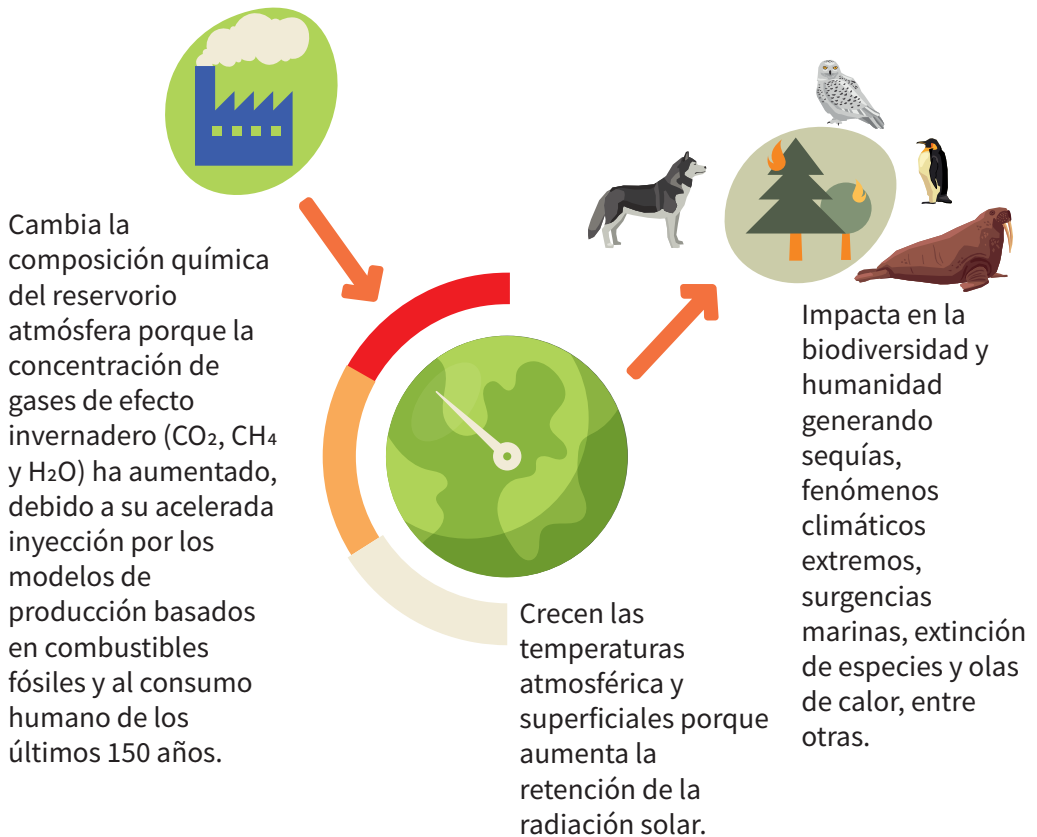 Cambia la
composición química
del reservorio
atmósfera porque la
concentración de
gases de efecto
invernadero (CO₂, CH₄
y H₂O) ha aumentado,
debido a su acelerada
inyección por los
modelos de
producción basados
en combustibles
fósiles y al consumo
humano de los
últimos 150 años.
Crecen las
temperaturas
atmosférica y
superficiales porque
aumenta la
retención de la
radiación solar.
Impacta en la
biodiversidad y
humanidad
generando
sequías,
fenómenos
climáticos
extremos,
surgencias
marinas, extinción
de especies y olas
de calor, entre
otras.